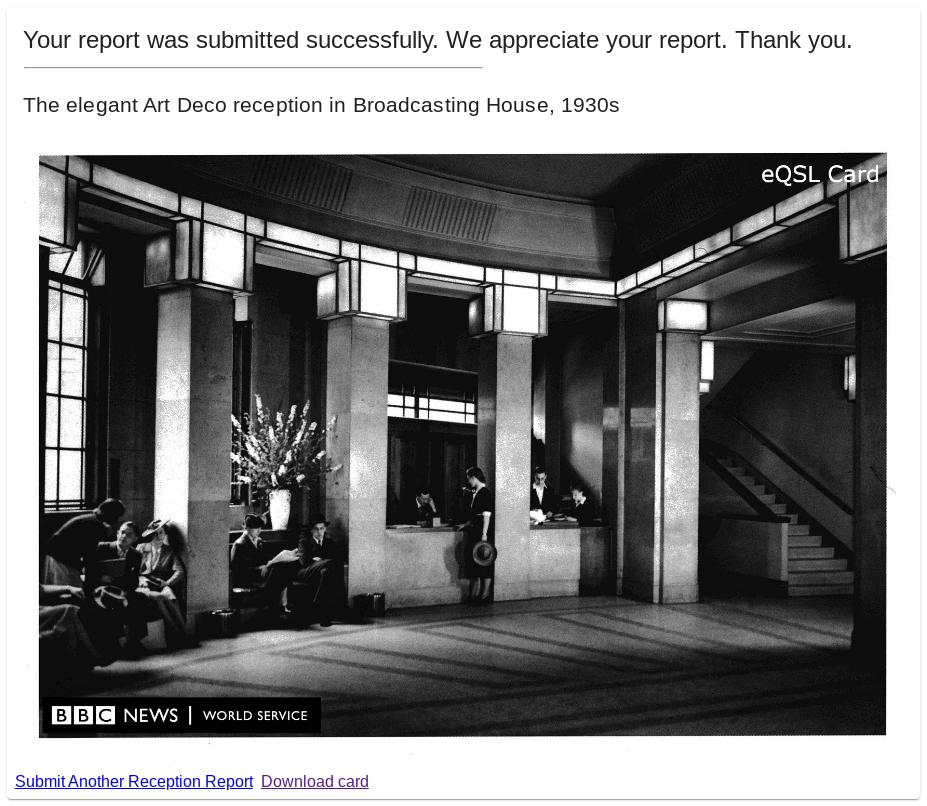 Your report was submitted successfully. We appreciate your report. Thank you.
The elegant Art Deco reception in Broadcasting House, 1930s
eQSL Card
BBC NEWS | WORLD SERVICE
Submit Another Reception Report Download card